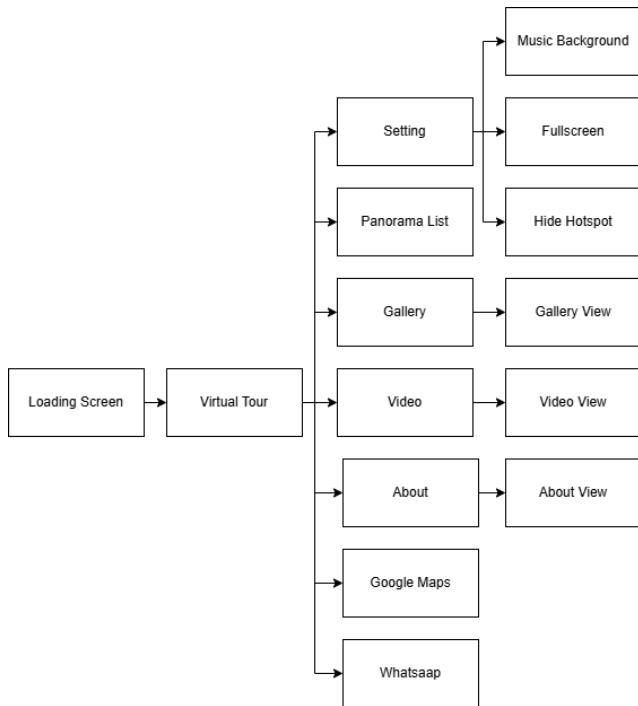 Music Background
Setting
Fullscreen
Panorama List
Hide Hotspot
Gallery
Gallery View
Loading Screen
Virtual Tour
Video
Video View
About
About View
Google Maps
Whatsaap